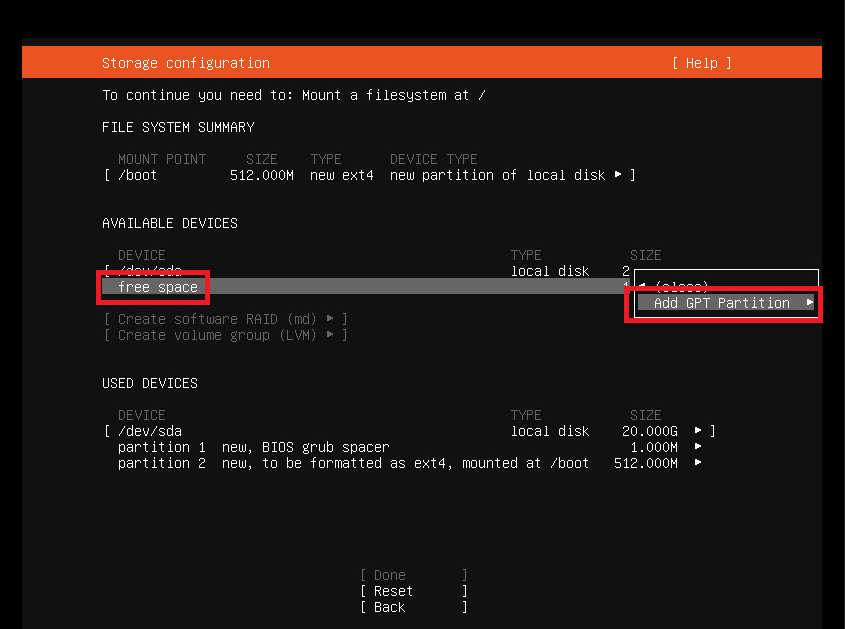 Storage configuration [ Help ]
To continue you need to: Mount a filesystem at /
FILE SYSTEM SUMMARY
MOUNT POINT SIZE TYPE DEVICE TYPE
[ /boot 512.000M new ext4 new partition of local disk ▸ ]
AVAILABLE DEVICES
DEVICE TYPE SIZE
[ /dev/sda local disk 2
free space 1 ◂ (close)
Add GPT Partition ▸
[ Create software RAID (md) ▸ ]
[ Create volume group (LVM) ▸ ]
USED DEVICES
DEVICE TYPE SIZE
[ /dev/sda local disk 20.000G ▸ ]
partition 1 new, BIOS grub spacer 1.000M ▸
partition 2 new, to be formatted as ext4, mounted at /boot 512.000M ▸
[ Done ]
[ Reset ]
[ Back ]